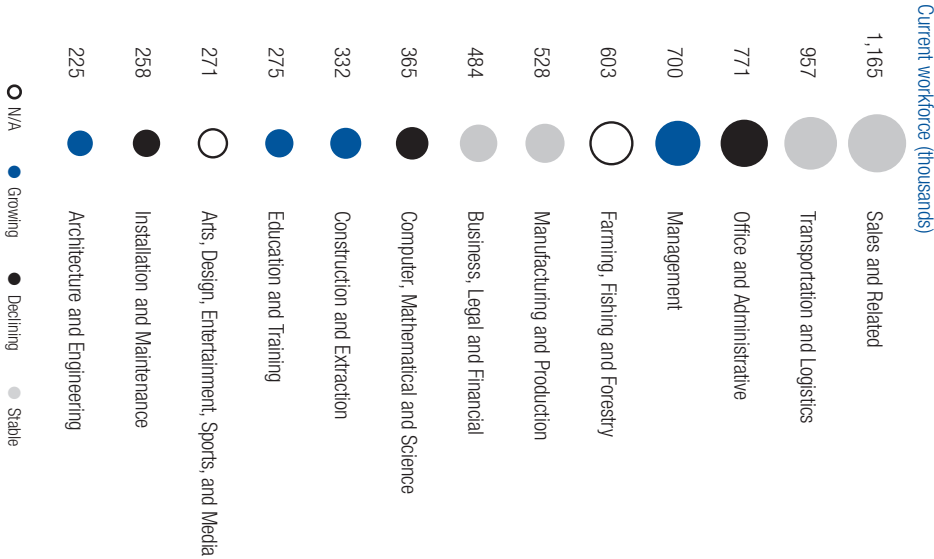 Current workforce (thousands)
1,165 Sales and Related
957 Transportation and Logistics
771 Office and Administrative
700 Management
603 Farming, Fishing and Forestry
528 Manufacturing and Production
484 Business, Legal and Financial
365 Computer, Mathematical and Science
332 Construction and Extraction
275 Education and Training
271 Arts, Design, Entertainment, Sports, and Media
258 Installation and Maintenance
225 Architecture and Engineering
N/A Growing Declining Stable